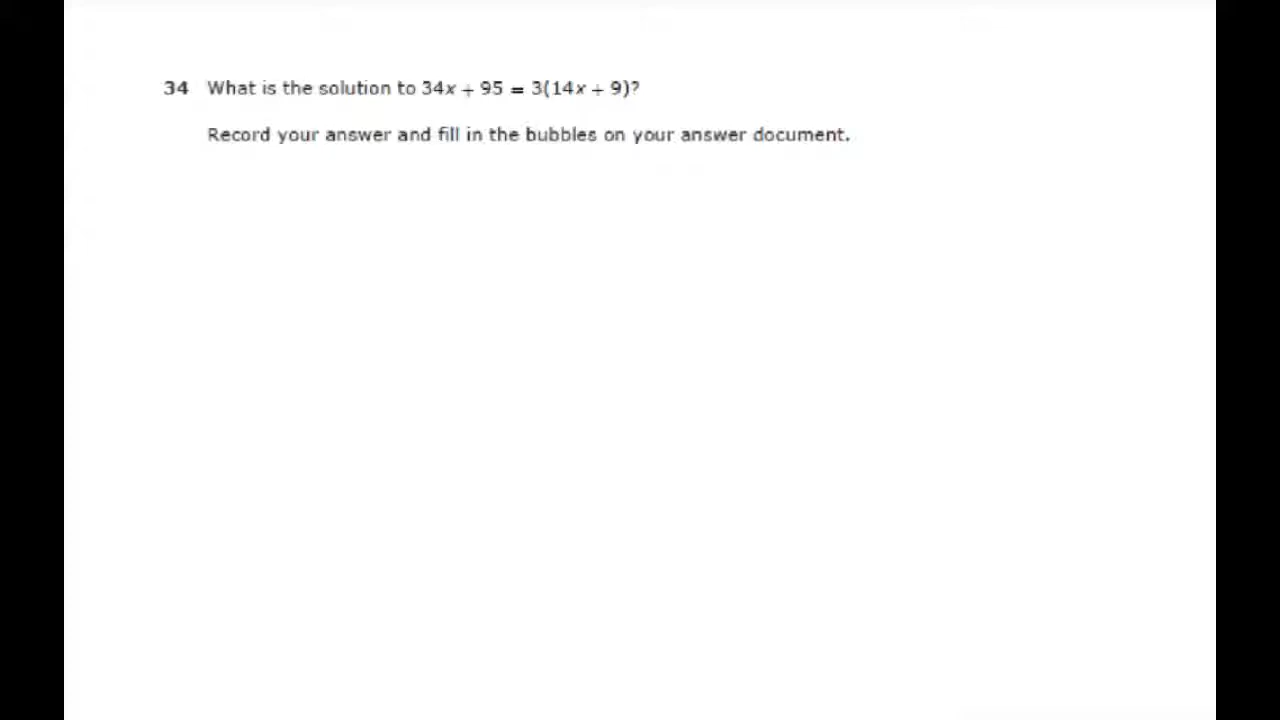 34 What is the solution to 34x + 95 = 3(14x + 9)?
Record your answer and fill in the bubbles on your answer document.